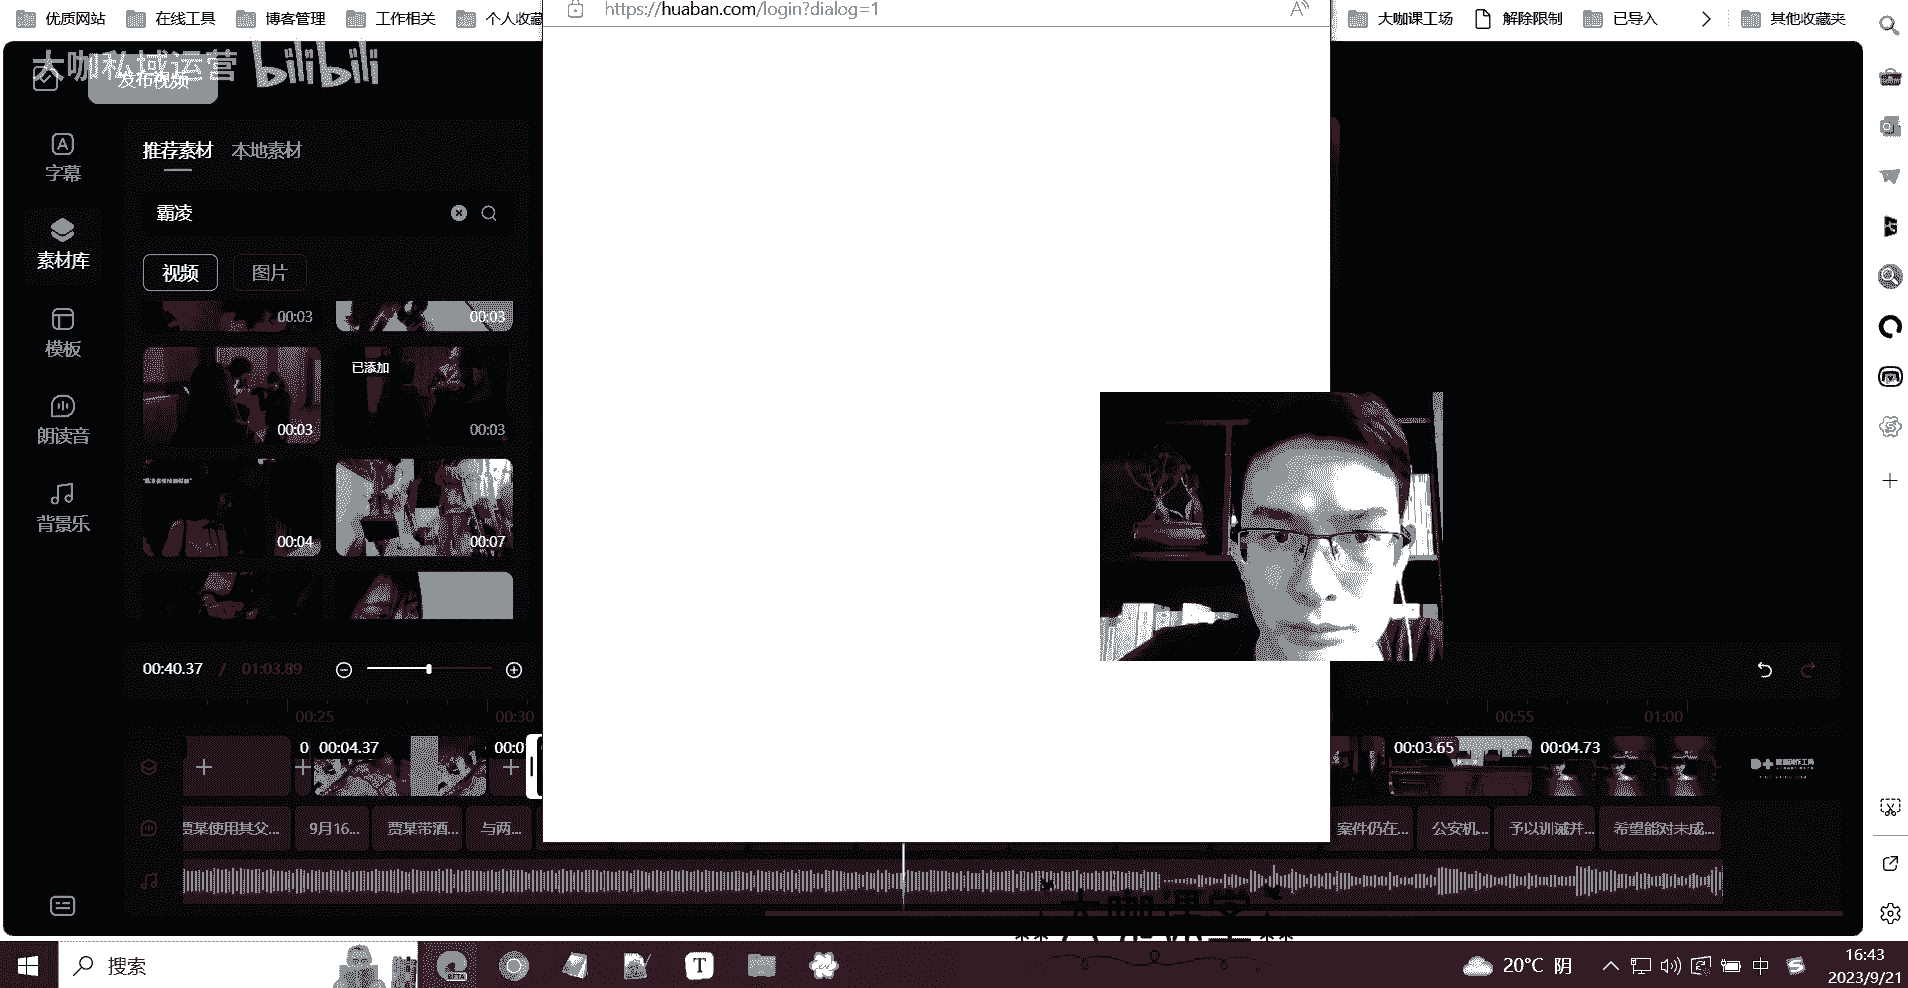 优质网站
在线工具
博客管理
工作相关
个人收藏
https://huaban.com/login?dialog=1
大咖课工场
解除限制
已导入
其他收藏夹
大咖私域运营
bilibili
发布视频
字幕
素材库
模板
朗读音
背景乐
推荐素材
本地素材
霸凌
视频
图片
00:03
00:03
00:03
已添加
00:03
00:04
00:07
00:40.37 / 01:03.89
00:25
00:30
00:55
01:00
0
00:04.37
00:0
00:03.65
00:04.73
贾某使用其父...
9月16...
贾某带酒...
与两...
案件仍在...
公安机...
予以训诫并...
希望能对未成...
大咖课堂
搜索
BETA
T
20°C 阴
中
16:43
2023/9/21